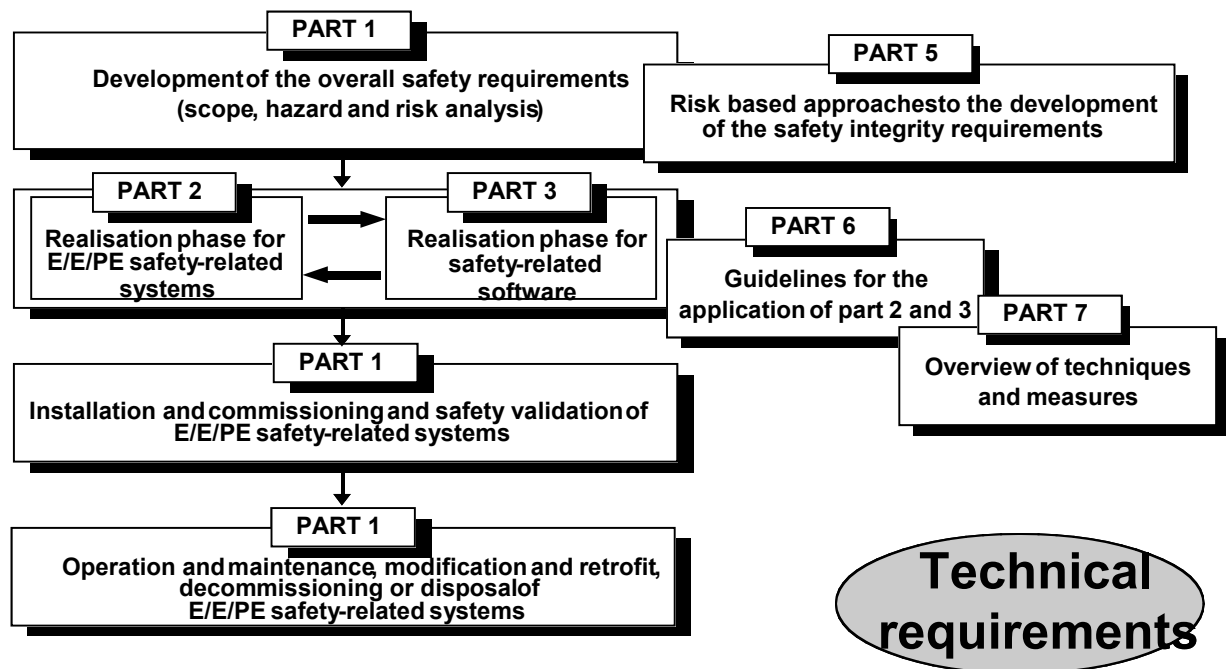 PART 1
Development of the overall safety requirements
(scope, hazard and risk analysis)
PART 5
Risk based approachesto the development
of the safety integrity requirements
PART 2
Realisation phase for
E/E/PE safety-related
systems
PART 3
Realisation phase for
safety-related
software
PART 6
Guidelines for the
application of part 2 and 3
PART 7
Overview of techniques
and measures
PART 1
Installation and commissioning and safety validation of
E/E/PE safety-related systems
PART 1
Operation and maintenance, modification and retrofit,
decommissioning or disposalof
E/E/PE safety-related systems
Technical
requirements